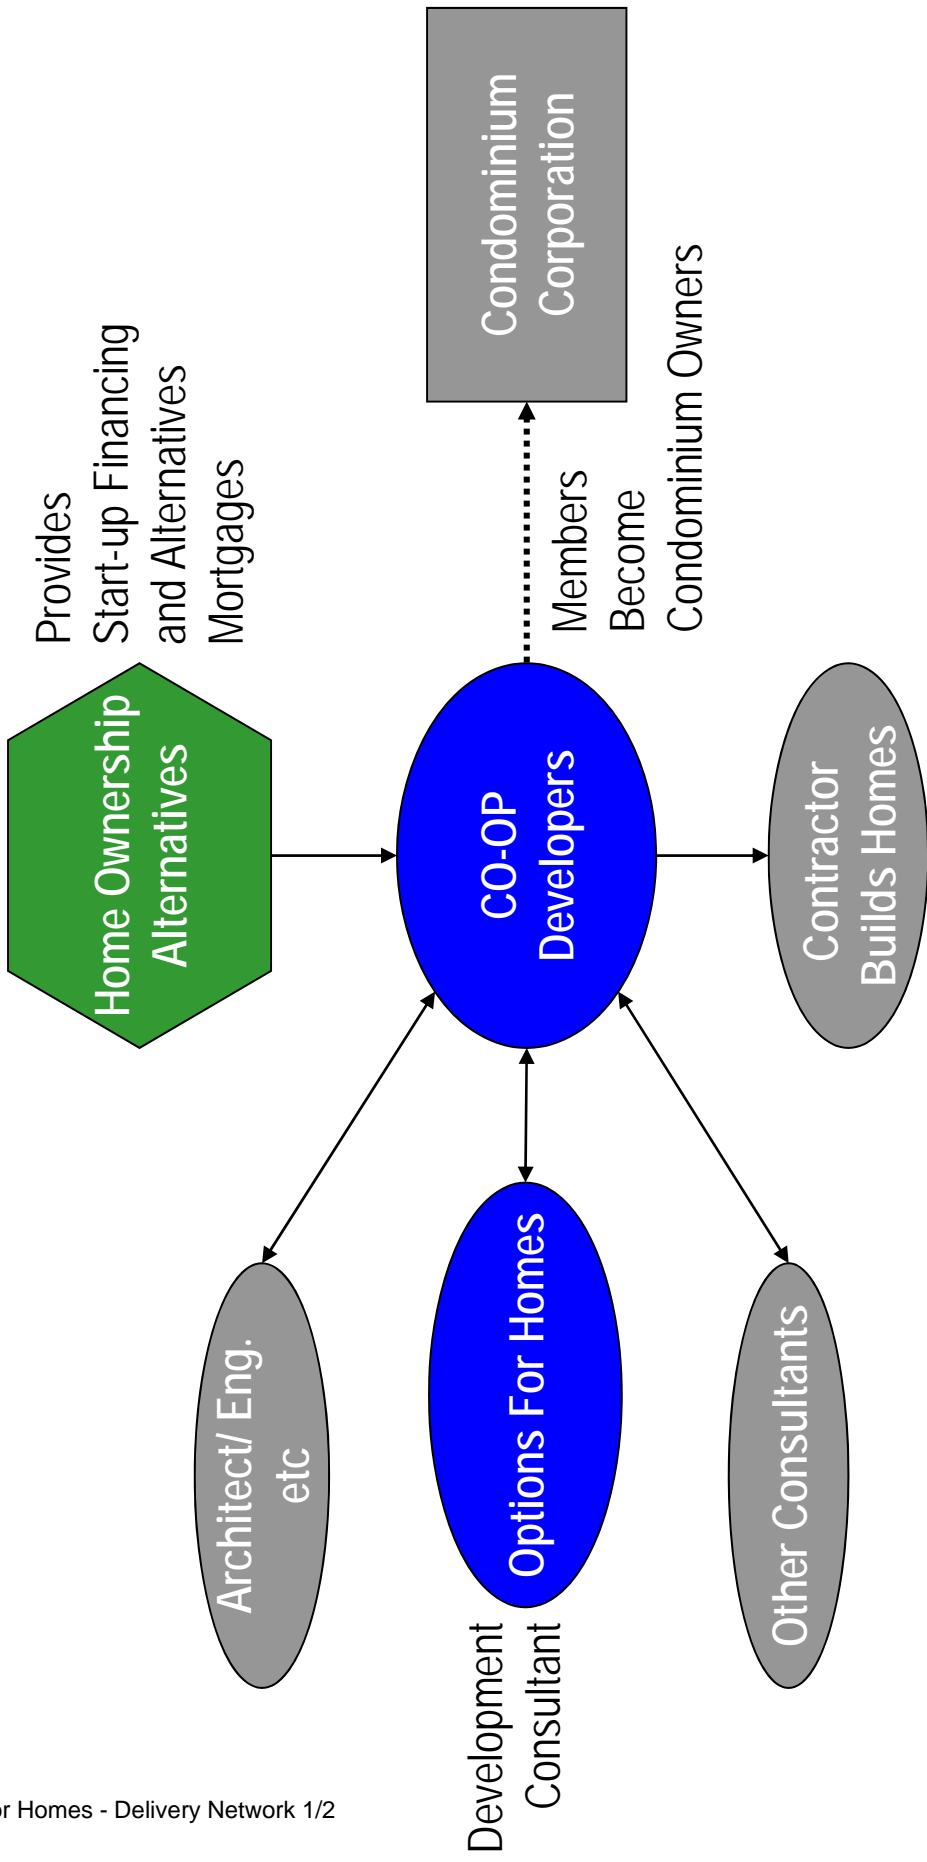 Provides
Start-up Financing
and Alternatives
Mortgages
Home Ownership
Alternatives
Architect/ Eng.
etc
Development
Consultant
Options For Homes
CO-OP
Developers
Members
Become
Condominium Owners
Condominium
Corporation
Other Consultants
Contractor
Builds Homes
or Homes - Delivery Network 1/2